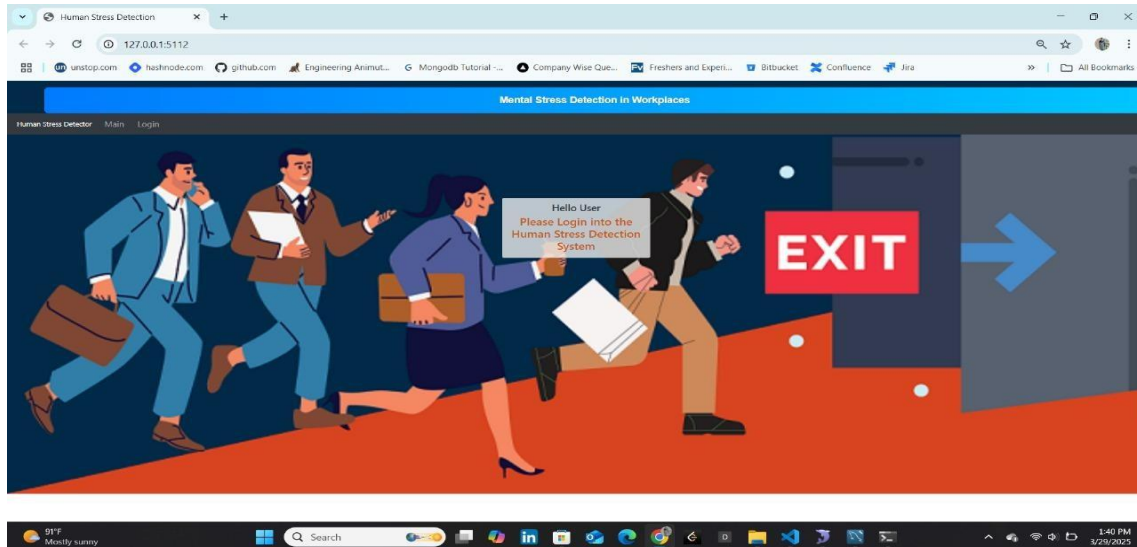 Human Stress Detection
127.0.0.1:5112
unstop.com hashnode.com github.com Engineering Animut... Mongodb Tutorial -... Company Wise Que... Freshers and Experi... Bitbucket Confluence Jira » All Bookmarks
Mental Stress Detection in Workplaces
Human Stress Detector Main Login
Hello User
Please Login into the
Human Stress Detection
System
EXIT
91°F
Mostly sunny
Search
1:40 PM
3/29/2025